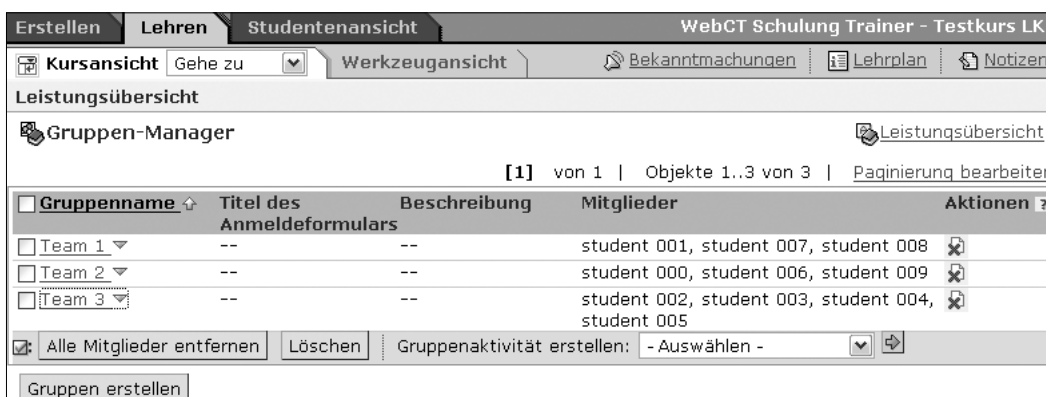 Erstellen Lehren Studentenansicht WebCT Schulung Trainer - Testkurs LK
Kursansicht Gehe zu Werkzeugansicht Bekanntmachungen Lehrplan Notizen
Leistungsübersicht
Gruppen-Manager Leistungsübersicht
[1] von 1 | Objekte 1..3 von 3 | Paginierung bearbeiten
Gruppenname Titel des Anmeldeformulars Beschreibung Mitglieder Aktionen ?
Team 1 -- -- student 001, student 007, student 008
Team 2 -- -- student 000, student 006, student 009
Team 3 -- -- student 002, student 003, student 004,
student 005
Alle Mitglieder entfernen Löschen Gruppenaktivität erstellen: - Auswählen -
Gruppen erstellen